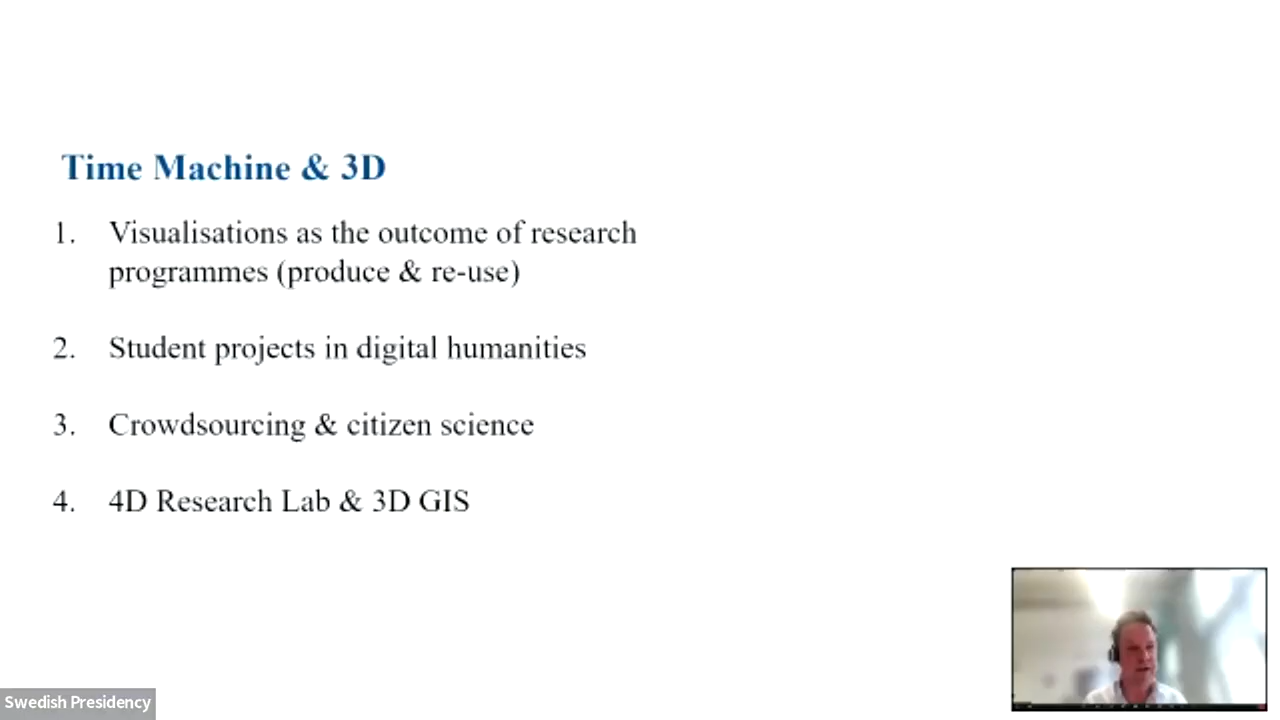 Time Machine & 3D
1. Visualisations as the outcome of research
programmes (produce & re-use)
2. Student projects in digital humanities
3. Crowdsourcing & citizen science
4. 4D Research Lab & 3D GIS
Swedish Presidency